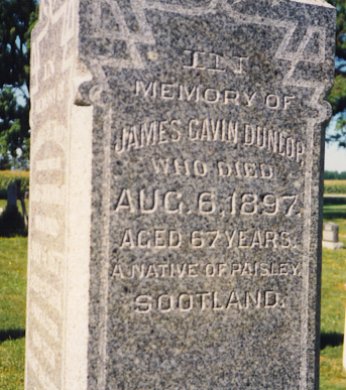 IN
MEMORY OF
JAMES GAVIN DUNLOP,
WHO DIED
AUG. 6, 1897.
AGED 67 YEARS.
A NATIVE OF PAISLEY,
SCOTLAND.